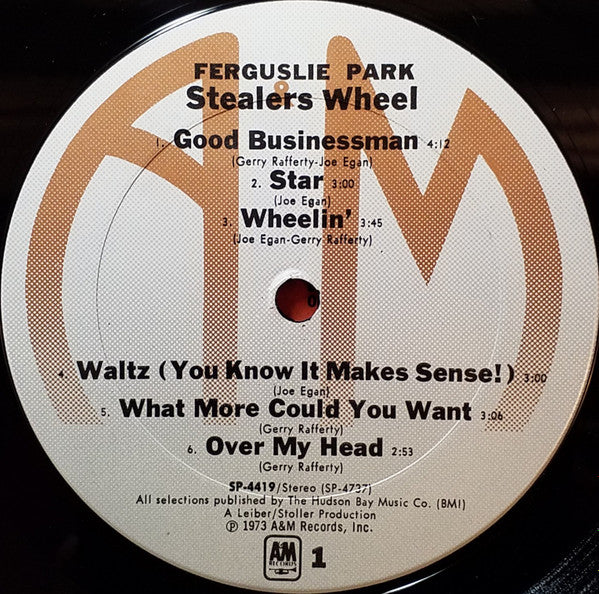 FERGUSLIE PARK
Stealers Wheel
1. Good Businessman 4:12
(Gerry Rafferty-Joe Egan)
2. Star 3:00
(Joe Egan)
3. Wheelin' 3:45
(Joe Egan-Gerry Rafferty)
4. Waltz (You Know It Makes Sense!) 3:00
(Joe Egan)
5. What More Could You Want 3:06
(Gerry Rafferty)
6. Over My Head 2:53
(Gerry Rafferty)
SP-4419/Stereo (SP-4737)
All selections published by The Hudson Bay Music Co. (BMI)
A Leiber/Stoller Production
℗ 1973 A&M Records, Inc.
A&M
RECORDS
1